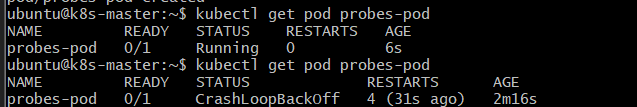 pod/probes-pod created
ubuntu@k8s-master:~$ kubectl get pod probes-pod
NAME         READY   STATUS    RESTARTS   AGE
probes-pod   0/1     Running   0          6s
ubuntu@k8s-master:~$ kubectl get pod probes-pod
NAME         READY   STATUS             RESTARTS      AGE
probes-pod   0/1     CrashLoopBackOff   4 (31s ago)   2m16s